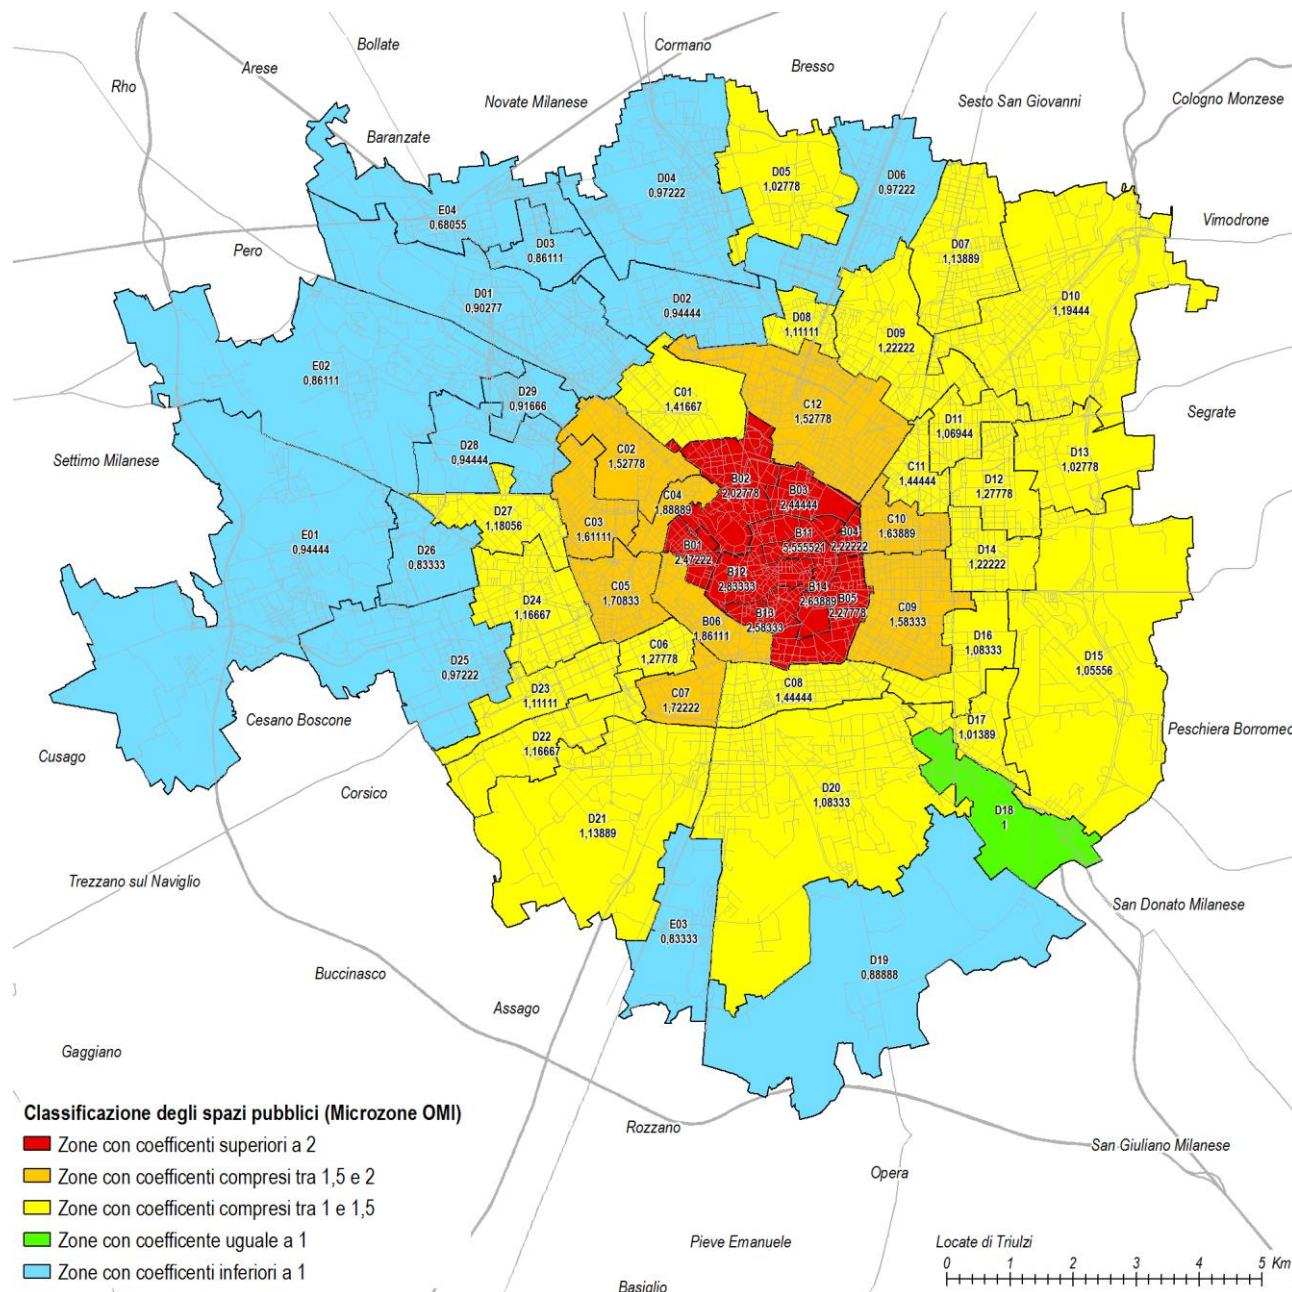 Bollate
Cormano
Bresso
Arese
Rho
Novate Milanese
Sesto San Giovanni
Cologno Monzese
Baranzate
Vimodrone
Pero
Segrate
Settimo Milanese
Peschiera Borromeo
Cesano Boscone
Cusago
Corsico
Trezzano sul Naviglio
San Donato Milanese
Buccinasco
Assago
Gaggiano
Rozzano
San Giuliano Milanese
Opera
Pieve Emanuele
Locate di Triulzi
Basiglio
D04
0,97222
D05
1,02778
D06
0,97222
E04
0,68055
D03
0,86111
D07
1,13889
D01
0,90277
D02
0,94444
D08
1,11111
D09
1,22222
D10
1,19444
E02
0,86111
D29
0,91666
C01
1,41667
C12
1,52778
D11
1,06944
D13
1,02778
D28
0,94444
C02
1,52778
C11
1,44444
D12
1,27778
B02
2,02778
B03
2,44444
C04
1,88889
D27
1,18056
C03
1,61111
C10
1,63889
E01
0,94444
D26
0,83333
B01
2,47222
B11
5,555521
B04
2,22222
D14
1,22222
B12
2,83333
B14
2,63889
B05
2,27778
C05
1,70833
D24
1,16667
B13
2,58333
B06
1,86111
C09
1,58333
D16
1,08333
D15
1,05556
D25
0,97222
C06
1,27778
C08
1,44444
D23
1,11111
C07
1,72222
D17
1,01389
D22
1,16667
D20
1,08333
D18
1
D21
1,13889
E03
0,83333
D19
0,88888
Classificazione degli spazi pubblici (Microzone OMI)
Zone con coefficenti superiori a 2
Zone con coefficenti compresi tra 1,5 e 2
Zone con coefficenti compresi tra 1 e 1,5
Zone con coefficente uguale a 1
Zone con coefficenti inferiori a 1
0 1 2 3 4 5 Km